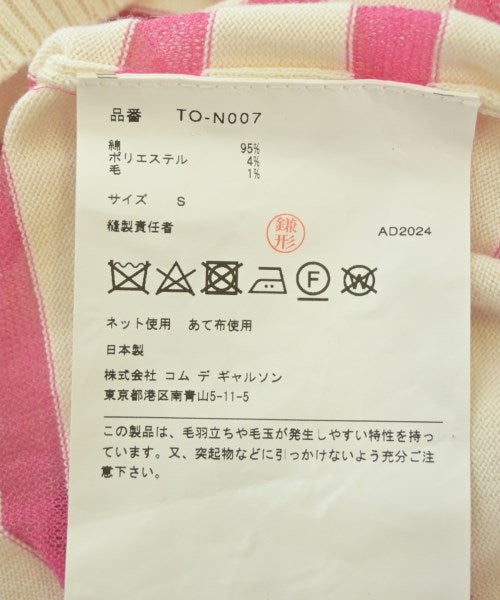 品番 TO-N007
綿 95%
ポリエステル 4%
毛 1%
サイズ S
縫製責任者 鎌形 AD2024
F W
ネット使用 あて布使用
日本製
株式会社 コム デ ギャルソン
東京都港区南青山5-11-5
この製品は、毛羽立ちや毛玉が発生しやすい特性を持っ
ています。又、突起物などに引っかけないよう充分ご注
意下さい。